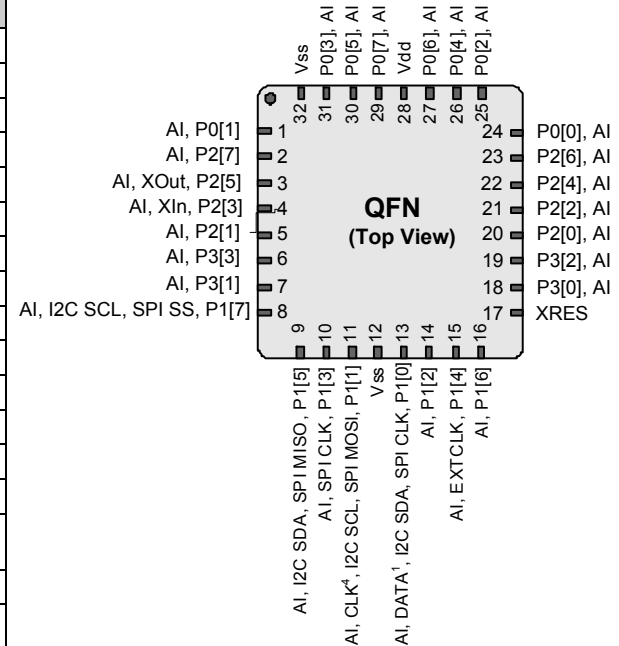 Vss
P0[3], AI
P0[5], AI
P0[7], AI
Vdd
P0[6], AI
P0[4], AI
P0[2], AI
32
31
30
29
28
27
26
25
AI, P0[1]
1
AI, P2[7]
2
AI, XOut, P2[5]
3
AI, XIn, P2[3]
4
AI, P2[1]
5
AI, P3[3]
6
AI, P3[1]
7
AI, I2C SCL, SPI SS, P1[7]
8
QFN
(Top View)
24
P0[0], AI
23
P2[6], AI
22
P2[4], AI
21
P2[2], AI
20
P2[0], AI
19
P3[2], AI
18
P3[0], AI
17
XRES
9
10
11
12
13
14
15
16
AI, I2C SDA, SPI MISO, P1[5]
AI, SPI CLK, P1[3]
AI, CLK⁴, I2C SCL, SPI MOSI, P1[1]
Vss
AI, DATA¹, I2C SDA, SPI CLK, P1[0]
AI, P1[2]
AI, EXTCLK, P1[4]
AI, P1[6]